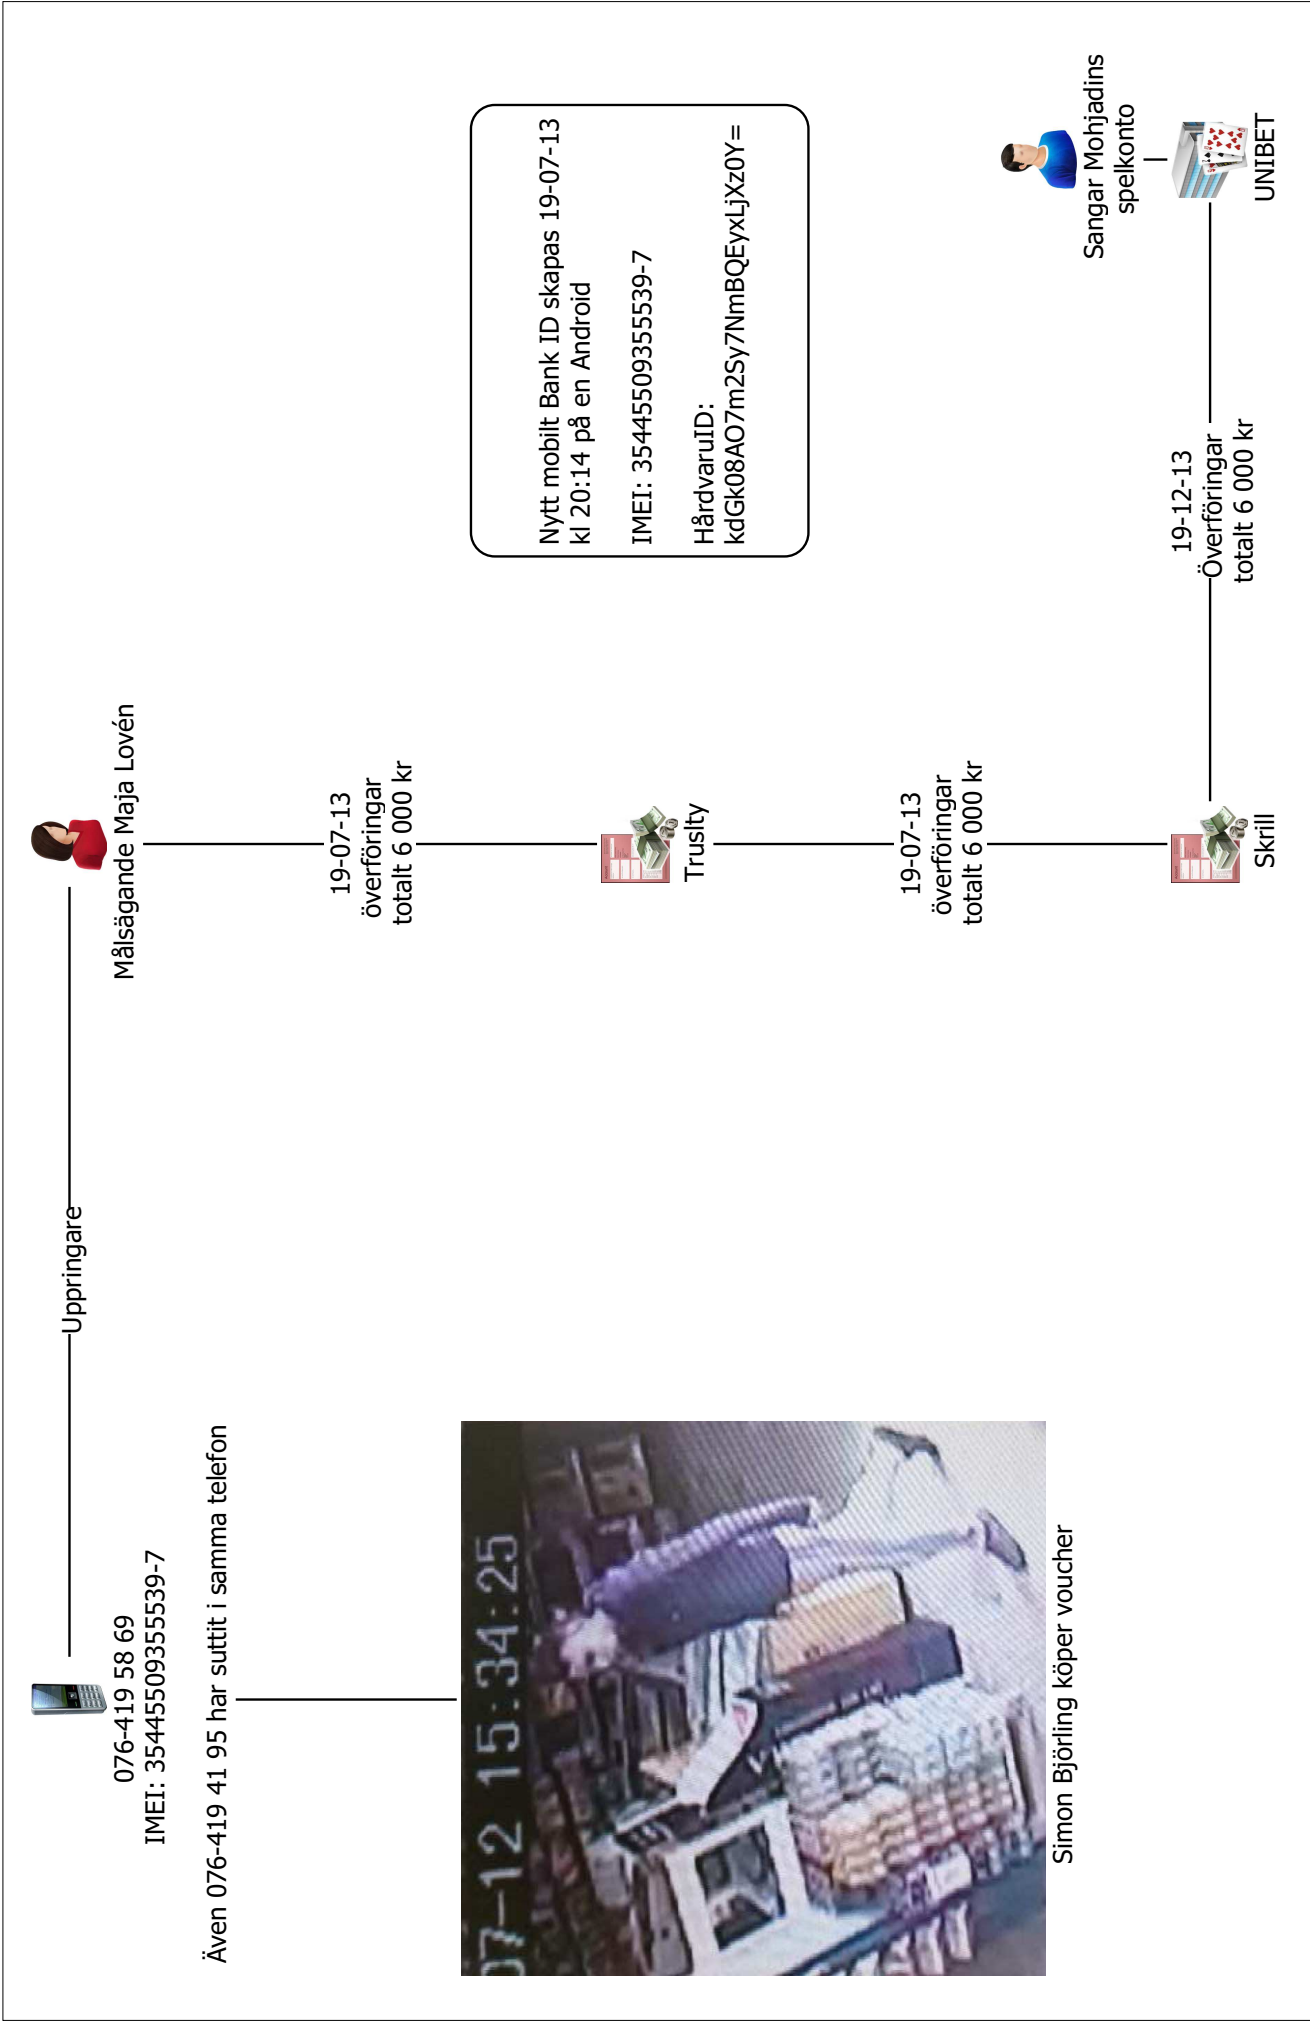 076-419 58 69
IMEI: 35445509355539-7
Även 076-419 41 95 har suttit i samma telefon
Uppringare
Målsägande Maja Lovén
07-12 15:34:25
Simon Björling köper voucher
19-07-13
överföringar
totalt 6 000 kr
Truslty
19-07-13
överföringar
totalt 6 000 kr
Skrill
Nytt mobilt Bank ID skapas 19-07-13
kl 20:14 på en Android
IMEI: 35445509355539-7
HårdvaruID:
kdGk08AO7m2Sy7NmBQEyxLjXz0Y=
19-12-13
Överföringar
totalt 6 000 kr
Sangar Mohjadins
spelkonto
UNIBET